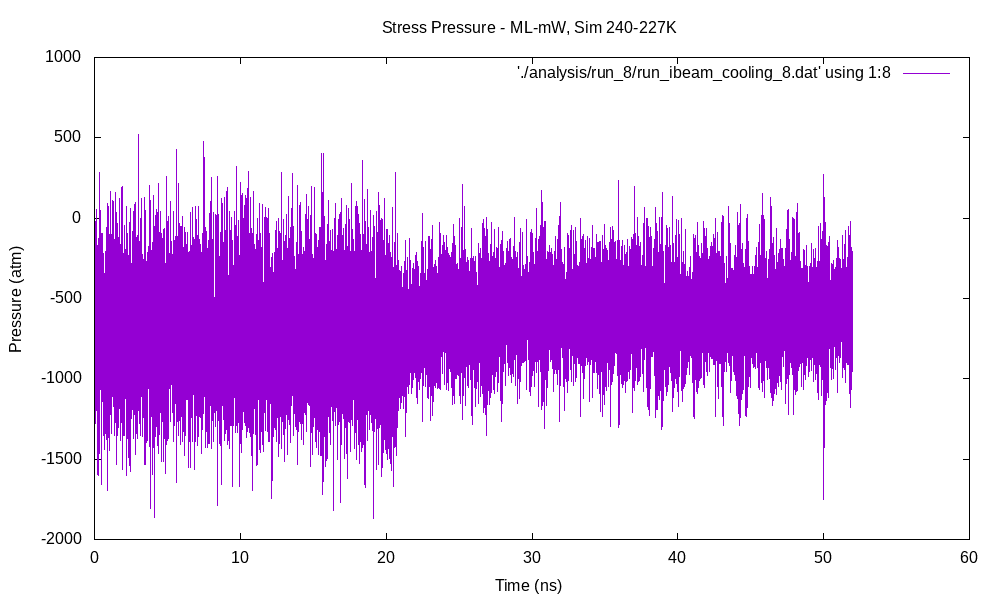 Stress Pressure - ML-mW, Sim 240-227K
'./analysis/run_8/run_ibeam_cooling_8.dat' using 1:8
1000
500
0
-500
-1000
-1500
-2000
Pressure (atm)
0 10 20 30 40 50 60
Time (ns)